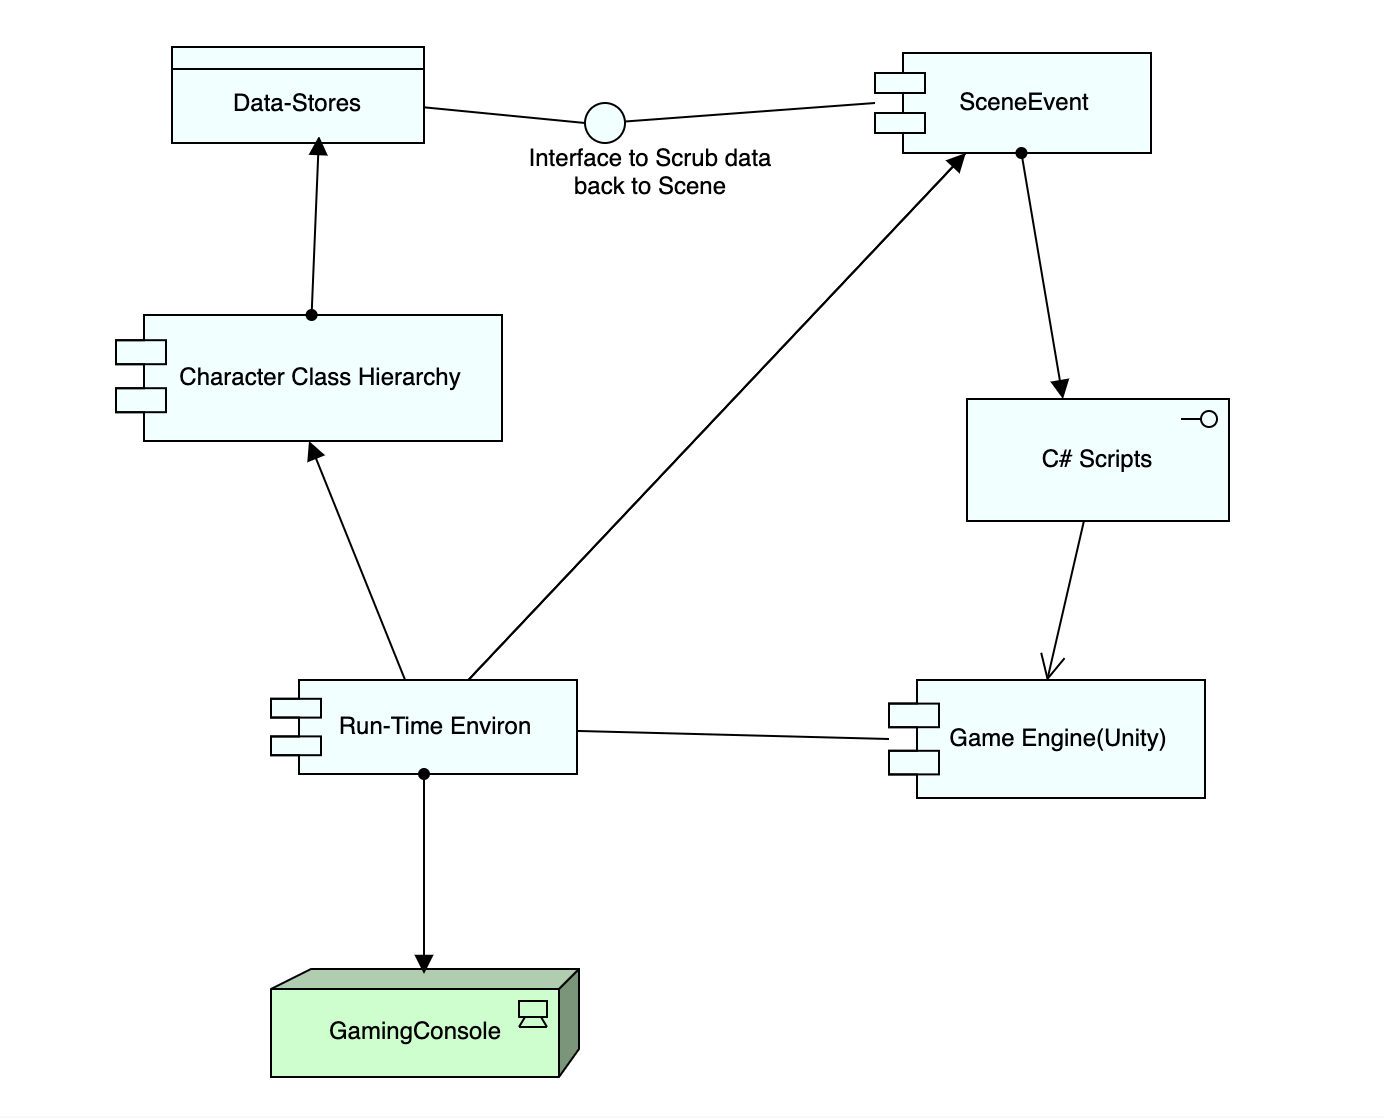 Data-Stores
SceneEvent
Interface to Scrub data
back to Scene
Character Class Hierarchy
C# Scripts
Run-Time Environ
Game Engine(Unity)
GamingConsole